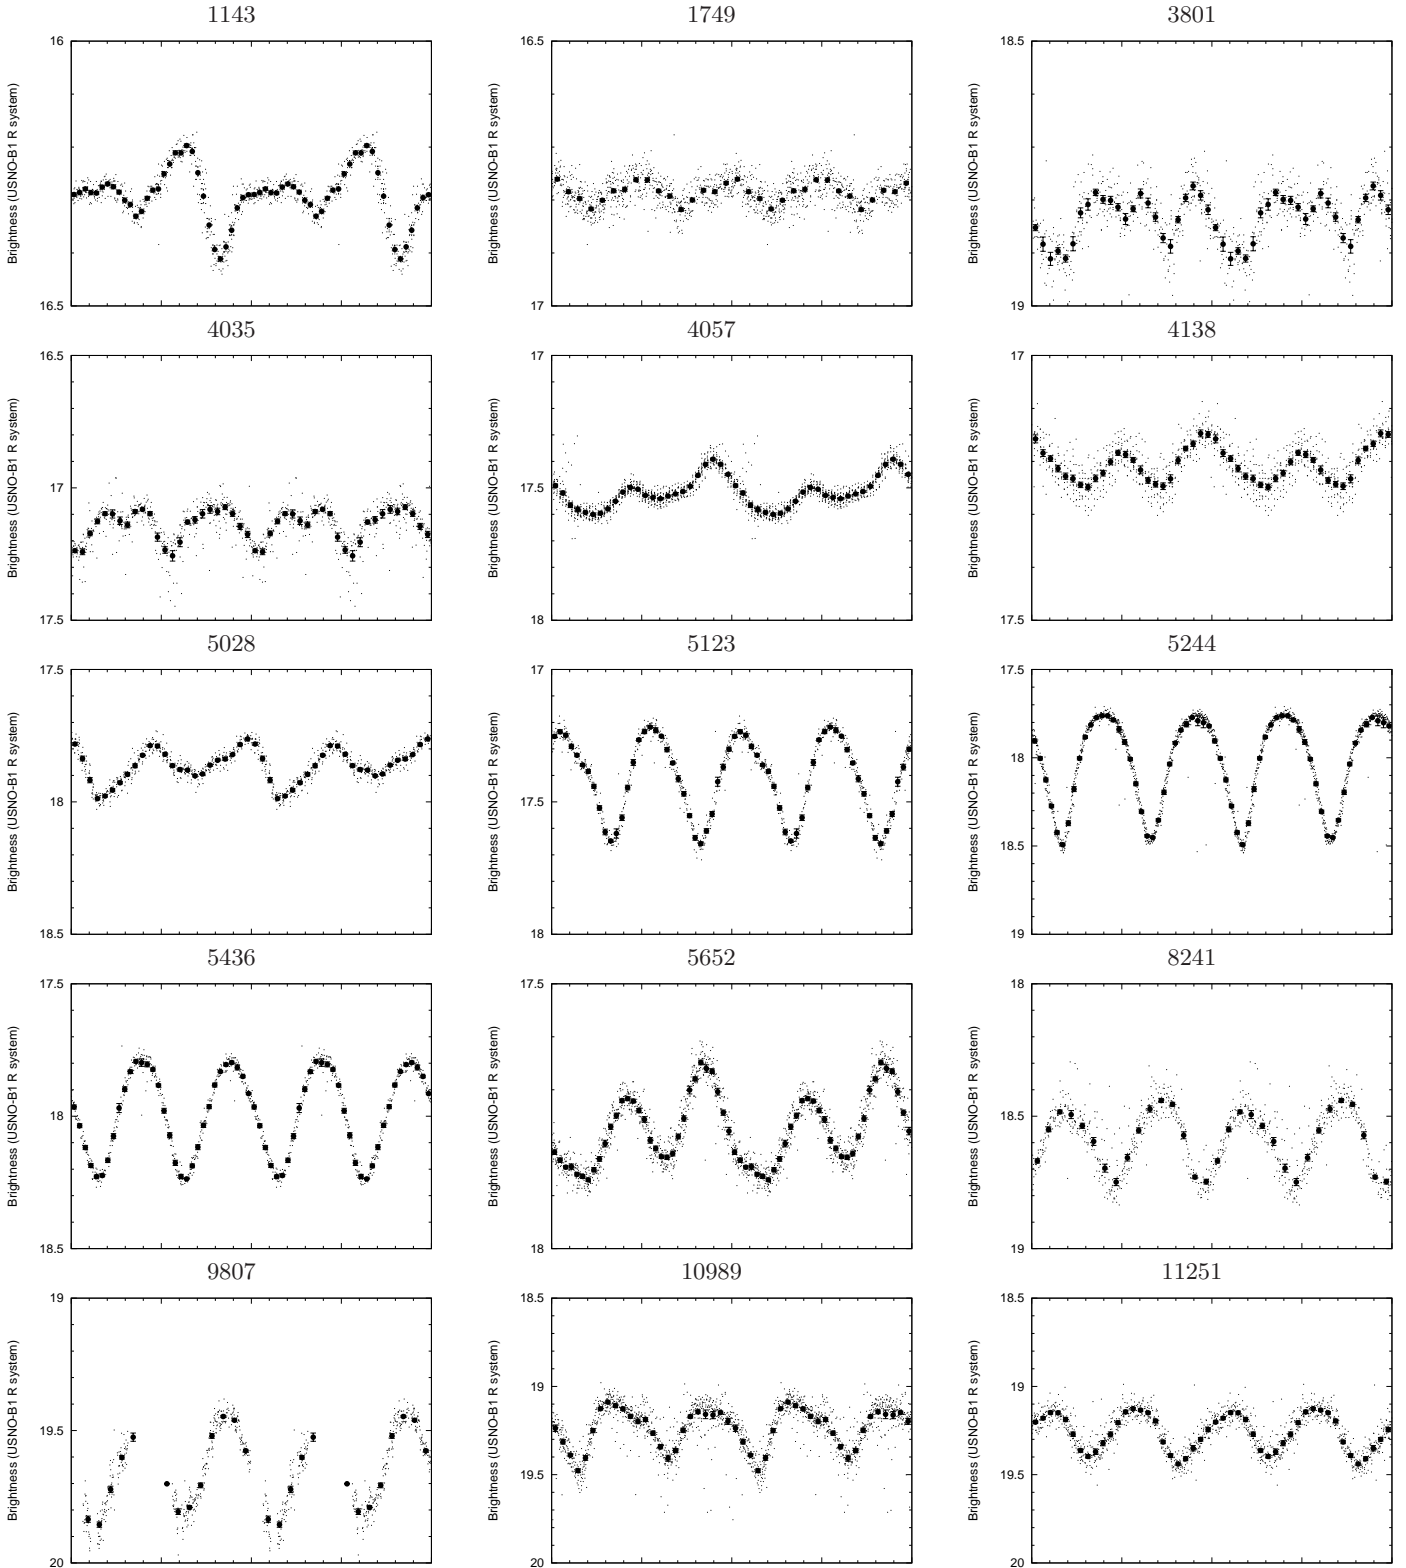 1143 1749 3801
16 16.5 18.5
Brightness (USNO-B1 R system) Brightness (USNO-B1 R system) Brightness (USNO-B1 R system)
16.5 17 19
4035 4057 4138
16.5 17 17
Brightness (USNO-B1 R system) Brightness (USNO-B1 R system) Brightness (USNO-B1 R system)
17 17.5
17.5 18 17.5
5028 5123 5244
17.5 17 17.5
Brightness (USNO-B1 R system) Brightness (USNO-B1 R system) Brightness (USNO-B1 R system)
18
18 17.5
18.5
18.5 18 19
5436 5652 8241
17.5 17.5 18
Brightness (USNO-B1 R system) Brightness (USNO-B1 R system) Brightness (USNO-B1 R system)
18 18.5
18.5 18 19
9807 10989 11251
19 18.5 18.5
Brightness (USNO-B1 R system) Brightness (USNO-B1 R system) Brightness (USNO-B1 R system)
19 19
19.5
19.5 19.5
20 20 20